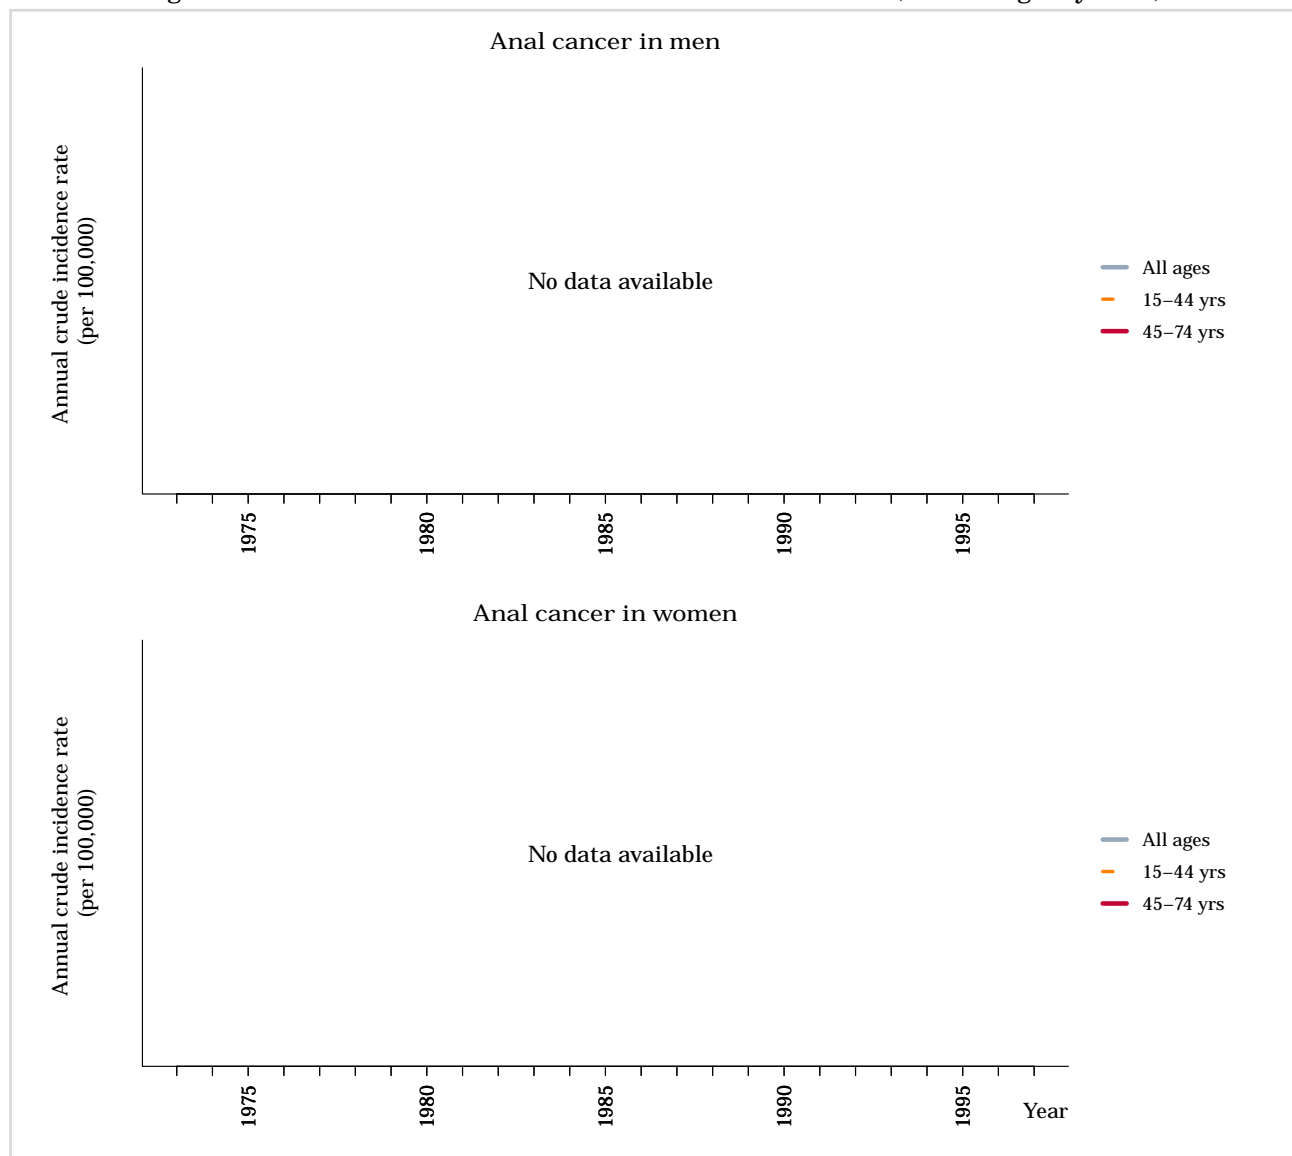 Anal cancer in men
Annual crude incidence rate
(per 100,000)
No data available
All ages
15–44 yrs
45–74 yrs
1975
1980
1985
1990
1995
Anal cancer in women
Annual crude incidence rate
(per 100,000)
No data available
All ages
15–44 yrs
45–74 yrs
1975
1980
1985
1990
1995
Year